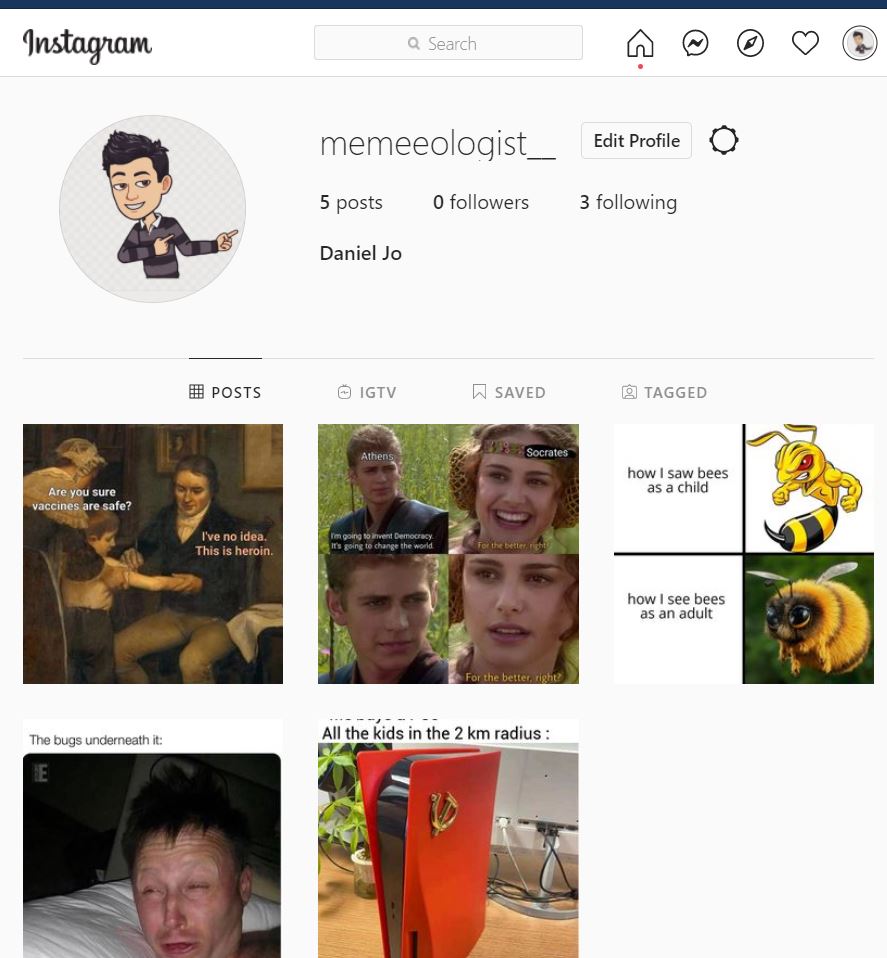 Instagram
Search
memeeologist__
Edit Profile
5 posts
0 followers
3 following
Daniel Jo
POSTS
IGTV
SAVED
TAGGED
Are you sure
vaccines are safe?
I've no idea.
This is heroin.
Athens
Socrates
I'm going to invent Democracy.
It's going to change the world.
For the better, right?
For the better, right?
how I saw bees
as a child
how I see bees
as an adult
The bugs underneath it:
E
All the kids in the 2 km radius :